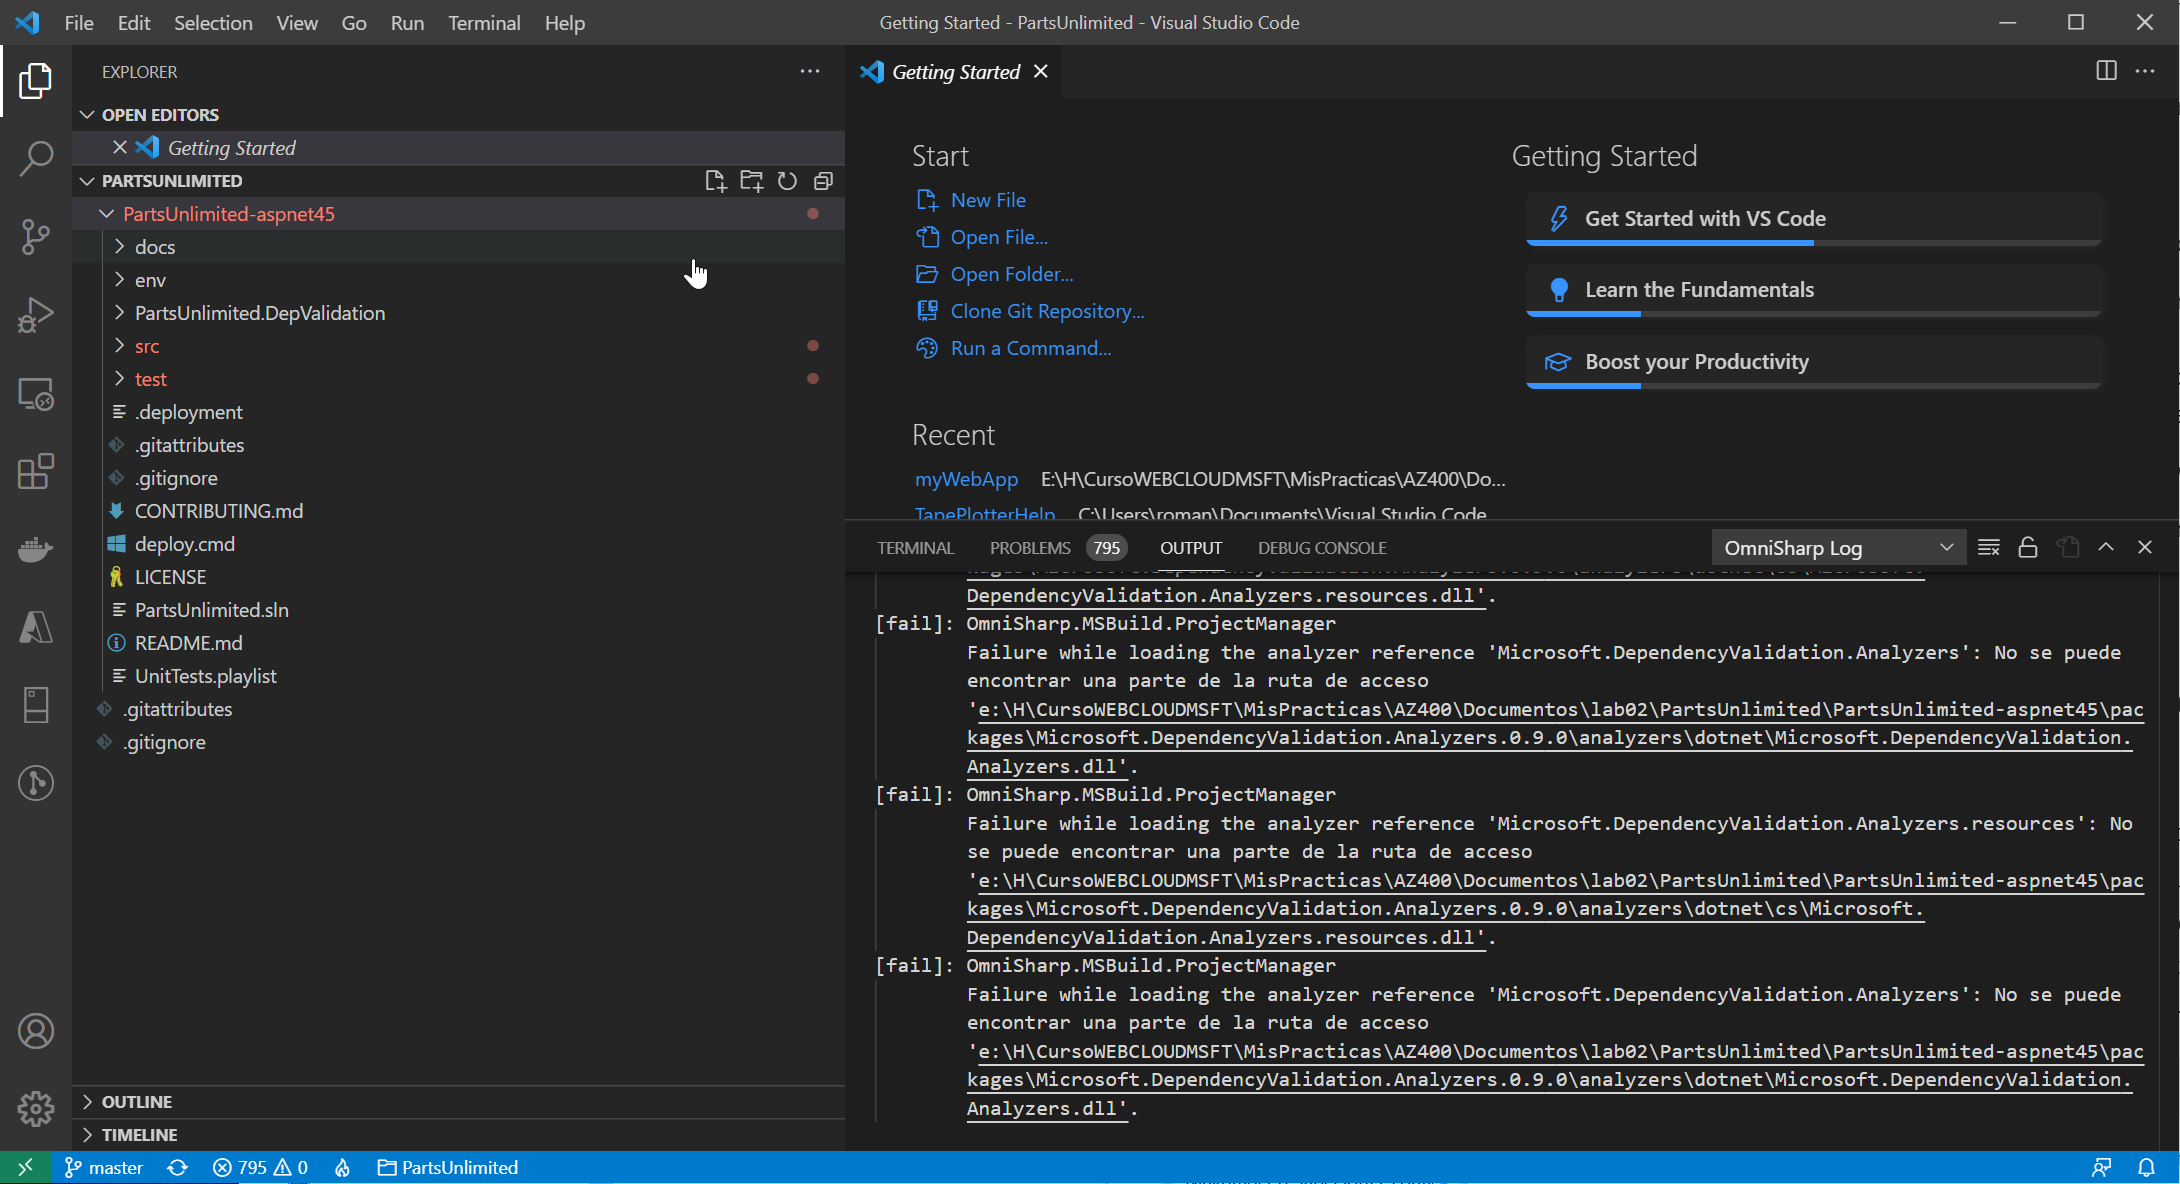 File Edit Selection View Go Run Terminal Help
Getting Started - PartsUnlimited - Visual Studio Code
EXPLORER
OPEN EDITORS
Getting Started
PARTSUNLIMITED
PartsUnlimited-aspnet45
docs
env
PartsUnlimited.DepValidation
src
test
.deployment
.gitattributes
.gitignore
CONTRIBUTING.md
deploy.cmd
LICENSE
PartsUnlimited.sln
README.md
UnitTests.playlist
.gitattributes
.gitignore
OUTLINE
TIMELINE
Getting Started
Start
New File
Open File...
Open Folder...
Clone Git Repository...
Run a Command...
Recent
myWebApp E:\H\CursoWEBCLOUDMSFT\MisPracticas\AZ400\Do...
TapePlotterHelp C:\Users\roman\Documents\Visual Studio Code
Getting Started
Get Started with VS Code
Learn the Fundamentals
Boost your Productivity
TERMINAL PROBLEMS 795 OUTPUT DEBUG CONSOLE
OmniSharp Log
DependencyValidation.Analyzers.resources.dll'.
[fail]: OmniSharp.MSBuild.ProjectManager
Failure while loading the analyzer reference 'Microsoft.DependencyValidation.Analyzers': No se puede
encontrar una parte de la ruta de acceso
'e:\H\CursoWEBCLOUDMSFT\MisPracticas\AZ400\Documentos\lab02\PartsUnlimited\PartsUnlimited-aspnet45\pac
kages\Microsoft.DependencyValidation.Analyzers.0.9.0\analyzers\dotnet\Microsoft.DependencyValidation.
Analyzers.dll'.
[fail]: OmniSharp.MSBuild.ProjectManager
Failure while loading the analyzer reference 'Microsoft.DependencyValidation.Analyzers.resources': No
se puede encontrar una parte de la ruta de acceso
'e:\H\CursoWEBCLOUDMSFT\MisPracticas\AZ400\Documentos\lab02\PartsUnlimited\PartsUnlimited-aspnet45\pac
kages\Microsoft.DependencyValidation.Analyzers.0.9.0\analyzers\dotnet\cs\Microsoft.
DependencyValidation.Analyzers.resources.dll'.
[fail]: OmniSharp.MSBuild.ProjectManager
Failure while loading the analyzer reference 'Microsoft.DependencyValidation.Analyzers': No se puede
encontrar una parte de la ruta de acceso
'e:\H\CursoWEBCLOUDMSFT\MisPracticas\AZ400\Documentos\lab02\PartsUnlimited\PartsUnlimited-aspnet45\pac
kages\Microsoft.DependencyValidation.Analyzers.0.9.0\analyzers\dotnet\Microsoft.DependencyValidation.
Analyzers.dll'.
master 795 0 PartsUnlimited